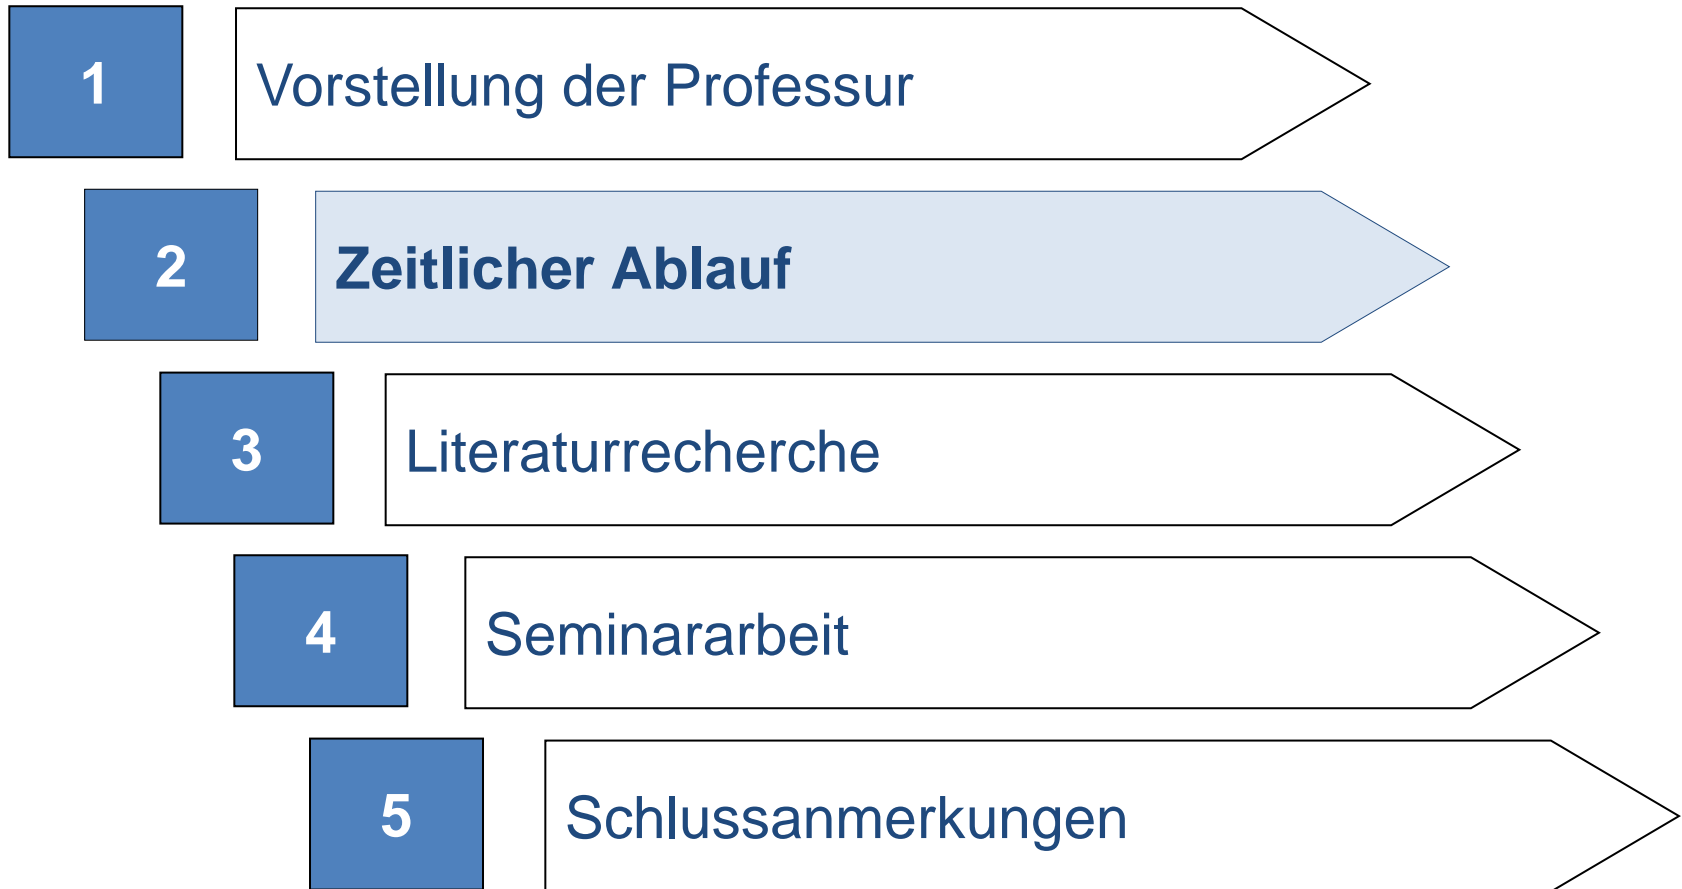 1 Vorstellung der Professur
2 Zeitlicher Ablauf
3 Literaturrecherche
4 Seminararbeit
5 Schlussanmerkungen